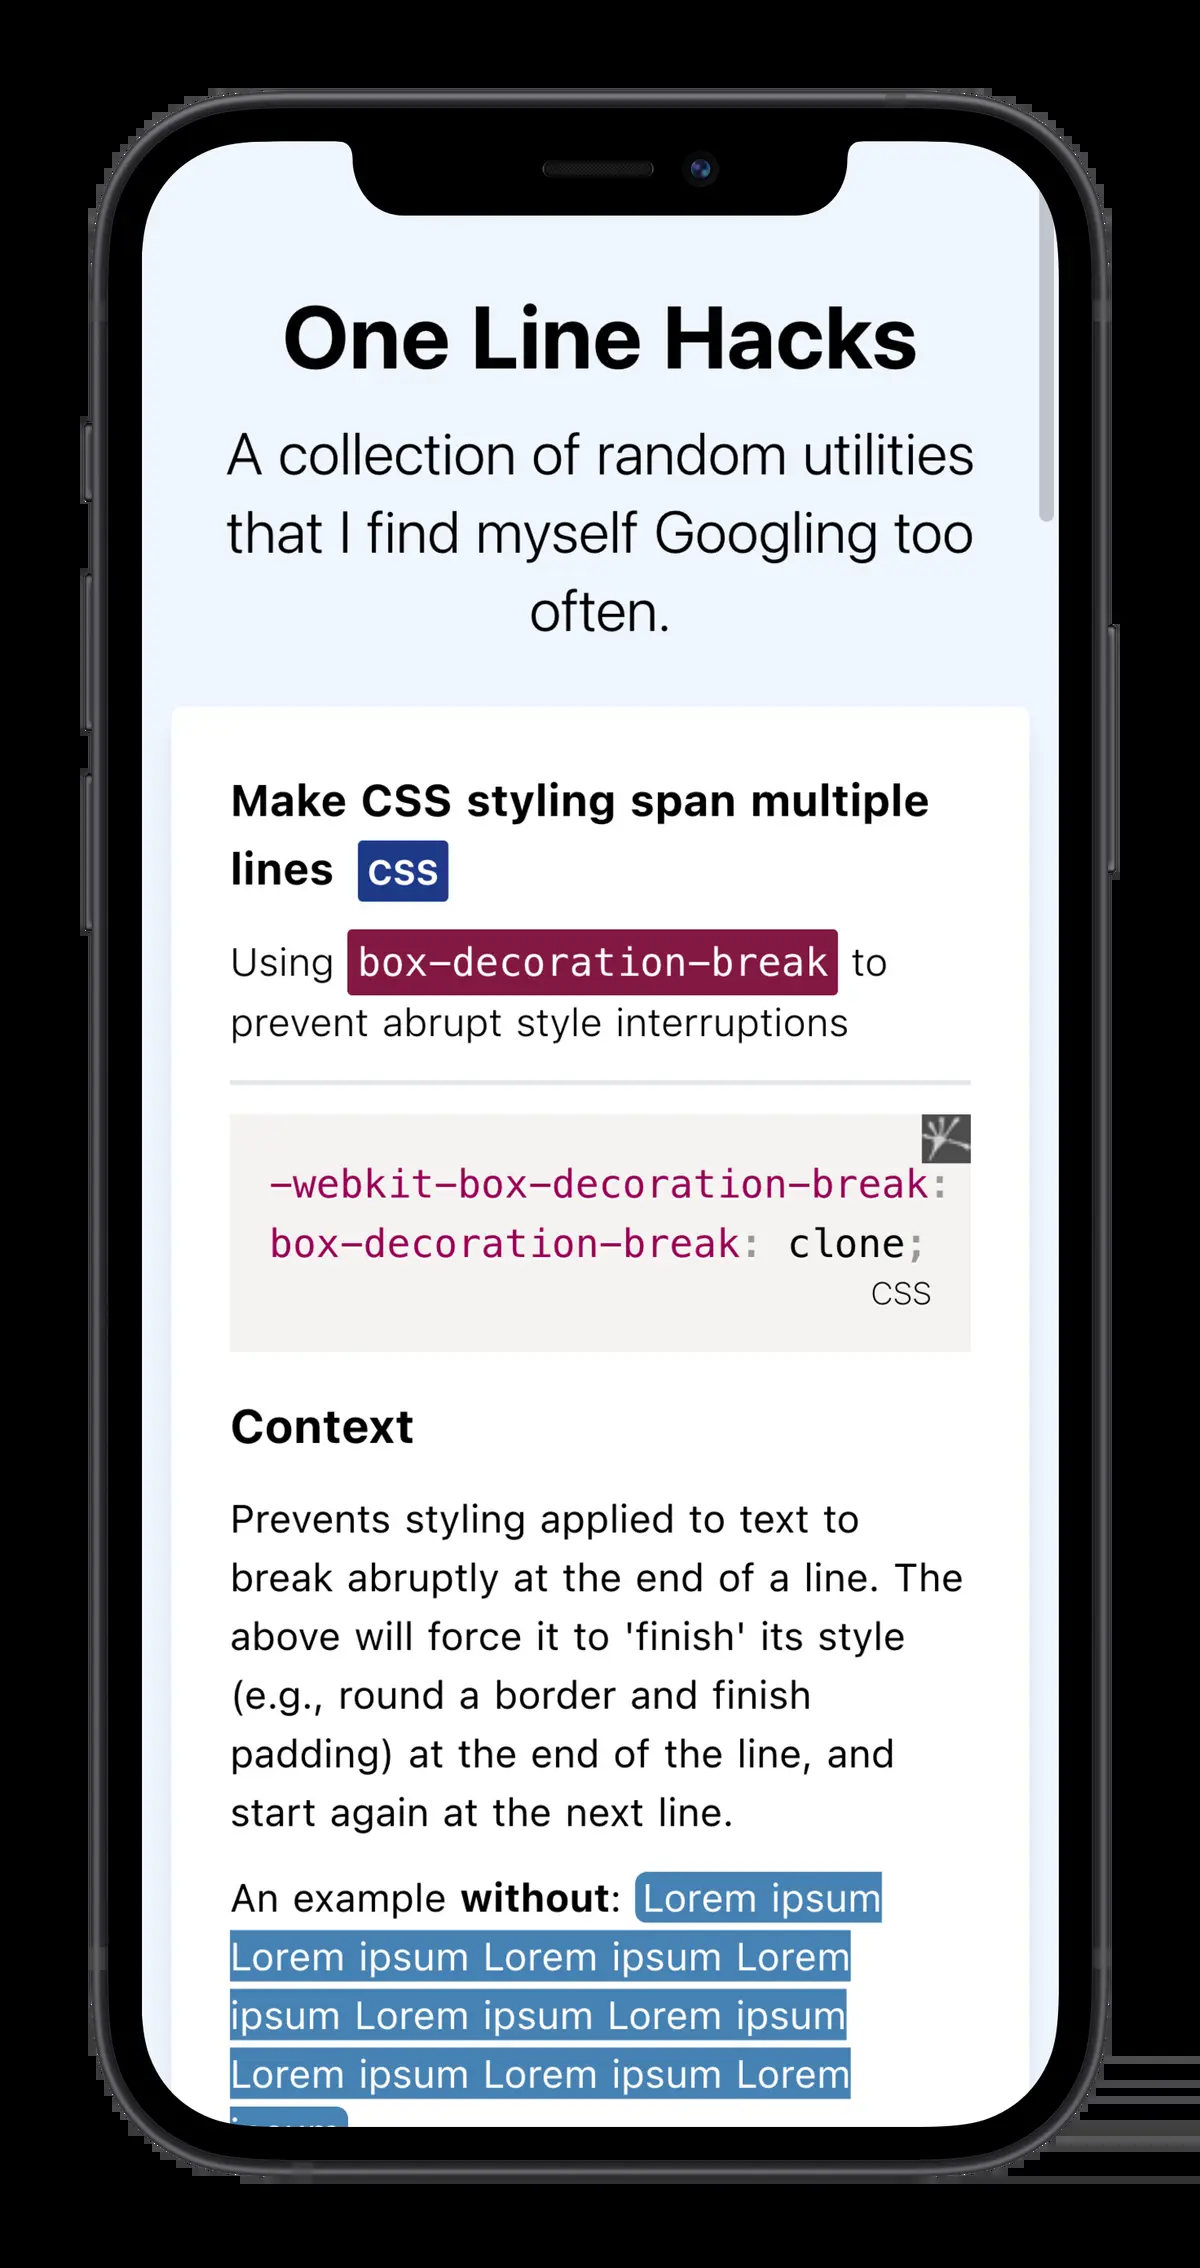 One Line Hacks
A collection of random utilities
that I find myself Googling too
often.
Make CSS styling span multiple
lines CSS
Using box-decoration-break to
prevent abrupt style interruptions
-webkit-box-decoration-break:
box-decoration-break: clone;
CSS
Context
Prevents styling applied to text to
break abruptly at the end of a line. The
above will force it to 'finish' its style
(e.g., round a border and finish
padding) at the end of the line, and
start again at the next line.
An example without: Lorem ipsum
Lorem ipsum Lorem ipsum Lorem
ipsum Lorem ipsum Lorem ipsum
Lorem ipsum Lorem ipsum Lorem